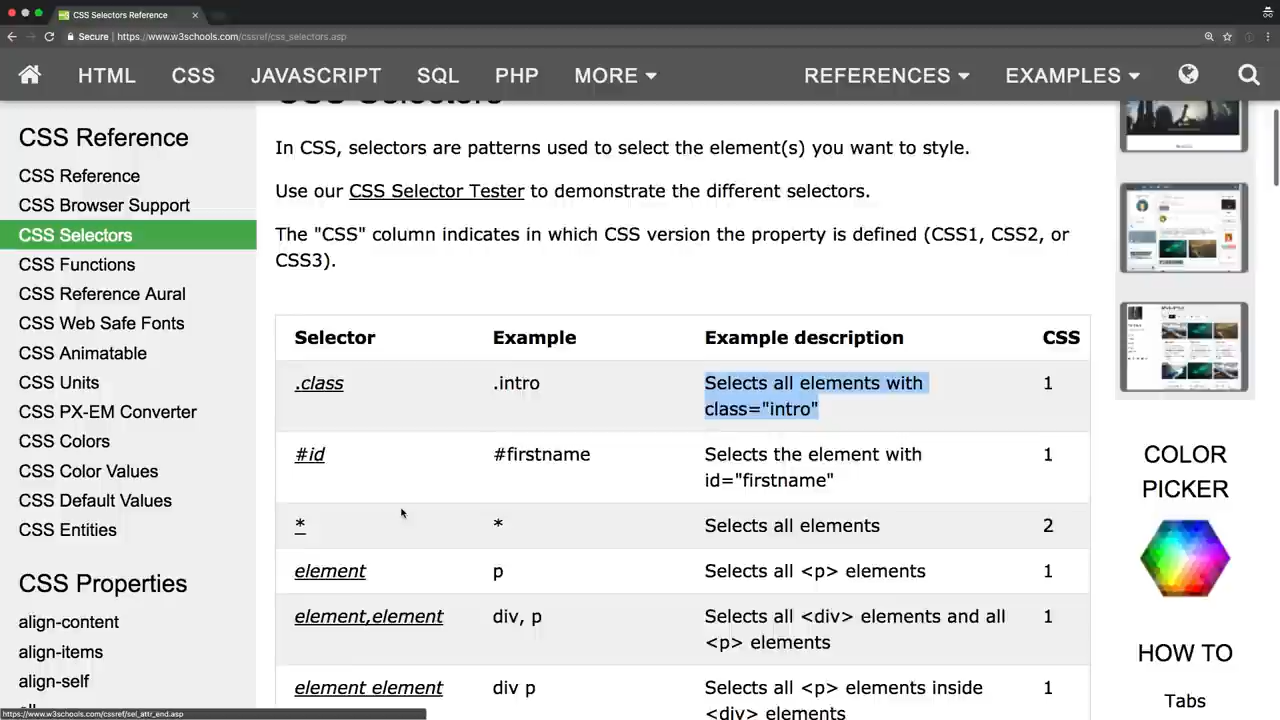 CSS Selectors Reference
Secure | https://www.w3schools.com/cssref/css_selectors.asp
HTML CSS JAVASCRIPT SQL PHP MORE REFERENCES EXAMPLES
CSS Selectors
CSS Reference
CSS Reference
CSS Browser Support
CSS Selectors
CSS Functions
CSS Reference Aural
CSS Web Safe Fonts
CSS Animatable
CSS Units
CSS PX-EM Converter
CSS Colors
CSS Color Values
CSS Default Values
CSS Entities
CSS Properties
align-content
align-items
align-self
In CSS, selectors are patterns used to select the element(s) you want to style.
Use our CSS Selector Tester to demonstrate the different selectors.
The "CSS" column indicates in which CSS version the property is defined (CSS1, CSS2, or
CSS3).
Selector Example Example description CSS
.class .intro Selects all elements with 1
class="intro"
#id #firstname Selects the element with 1
id="firstname"
* * Selects all elements 2
element p Selects all <p> elements 1
element,element div, p Selects all <div> elements and all 1
<p> elements
element element div p Selects all <p> elements inside 1
<div> elements
COLOR
PICKER
HOW TO
Tabs
https://www.w3schools.com/cssref/sel_attr_end.asp